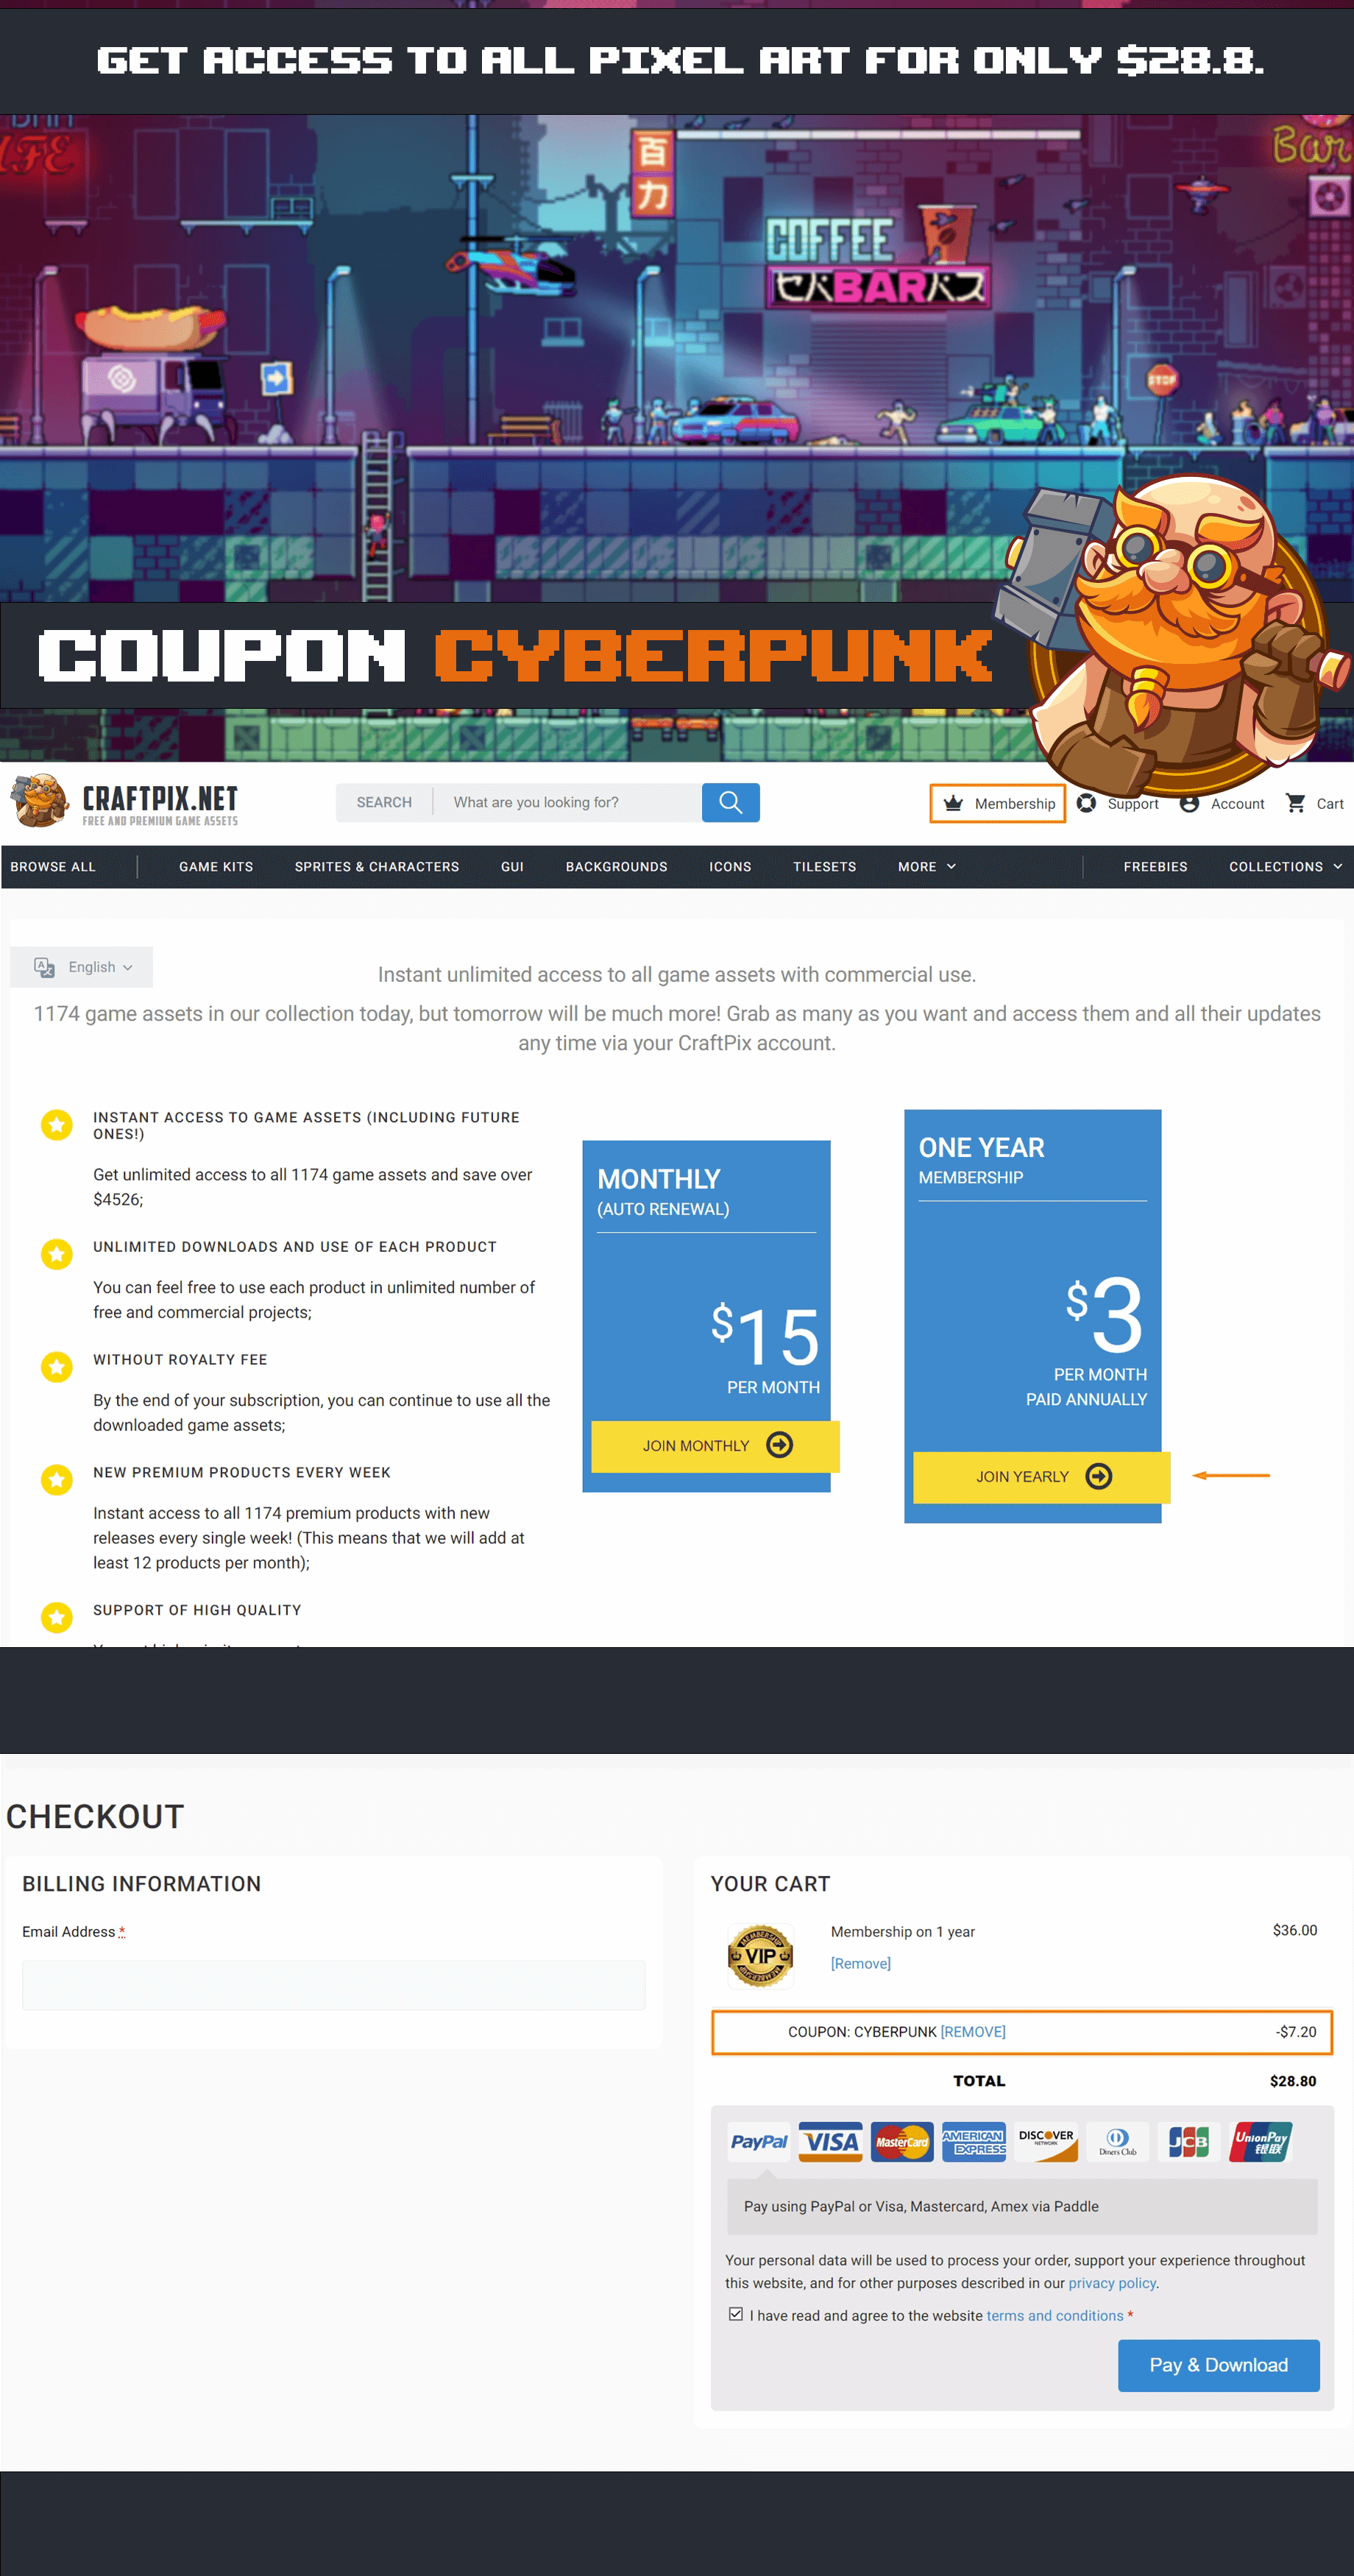 GET ACCESS TO ALL PIXEL ART FOR ONLY $28.8.
百
力
Bar
COFFEE
BAR
STOP
COUPON CYBERPUNK
CRAFTPIX.NET
FREE AND PREMIUM GAME ASSETS
SEARCH What are you looking for?
Membership Support Account Cart
BROWSE ALL GAME KITS SPRITES & CHARACTERS GUI BACKGROUNDS ICONS TILESETS MORE FREEBIES COLLECTIONS
English
Instant unlimited access to all game assets with commercial use.
1174 game assets in our collection today, but tomorrow will be much more! Grab as many as you want and access them and all their updates
any time via your CraftPix account.
INSTANT ACCESS TO GAME ASSETS (INCLUDING FUTURE
ONES!)
Get unlimited access to all 1174 game assets and save over
$4526;
UNLIMITED DOWNLOADS AND USE OF EACH PRODUCT
You can feel free to use each product in unlimited number of
free and commercial projects;
WITHOUT ROYALTY FEE
By the end of your subscription, you can continue to use all the
downloaded game assets;
NEW PREMIUM PRODUCTS EVERY WEEK
Instant access to all 1174 premium products with new
releases every single week! (This means that we will add at
least 12 products per month);
SUPPORT OF HIGH QUALITY
MONTHLY
(AUTO RENEWAL)
$15
PER MONTH
JOIN MONTHLY
ONE YEAR
MEMBERSHIP
$3
PER MONTH
PAID ANNUALLY
JOIN YEARLY
CHECKOUT
BILLING INFORMATION
Email Address *
YOUR CART
MEMBERSHIP
VIP
MEMBERSHIP
Membership on 1 year $36.00
[Remove]
COUPON: CYBERPUNK [REMOVE] -$7.20
TOTAL $28.80
PayPal VISA MasterCard AMERICAN EXPRESS DISCOVER NETWORK Diners Club JCB UnionPay 银联
Pay using PayPal or Visa, Mastercard, Amex via Paddle
Your personal data will be used to process your order, support your experience throughout
this website, and for other purposes described in our privacy policy.
I have read and agree to the website terms and conditions *
Pay & Download